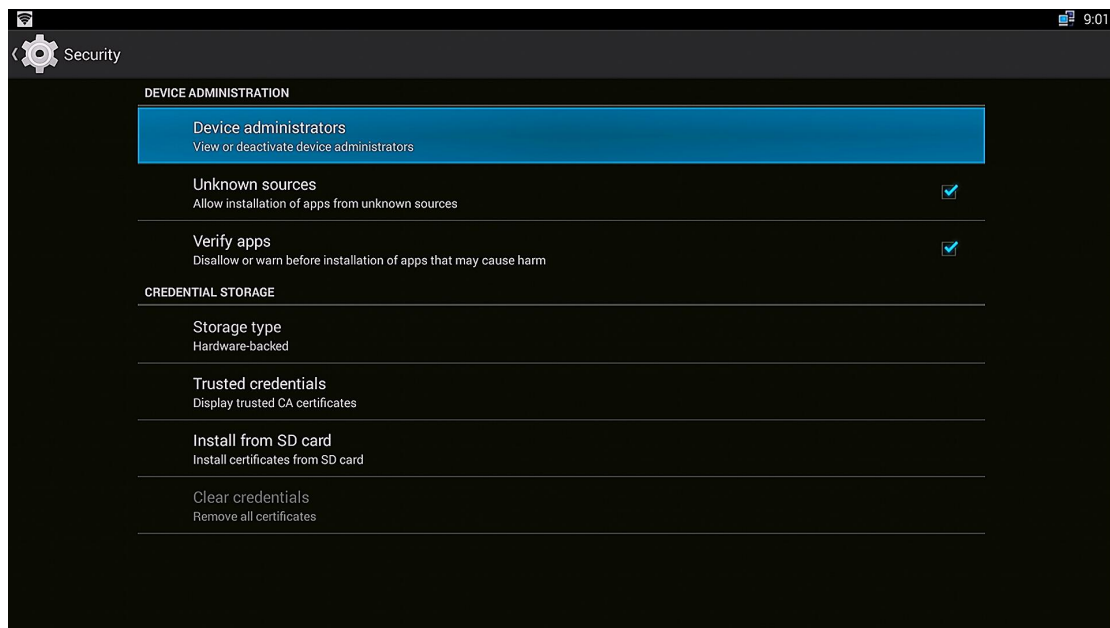 9:01
Security
DEVICE ADMINISTRATION
Device administrators
View or deactivate device administrators
Unknown sources
Allow installation of apps from unknown sources
Verify apps
Disallow or warn before installation of apps that may cause harm
CREDENTIAL STORAGE
Storage type
Hardware-backed
Trusted credentials
Display trusted CA certificates
Install from SD card
Install certificates from SD card
Clear credentials
Remove all certificates